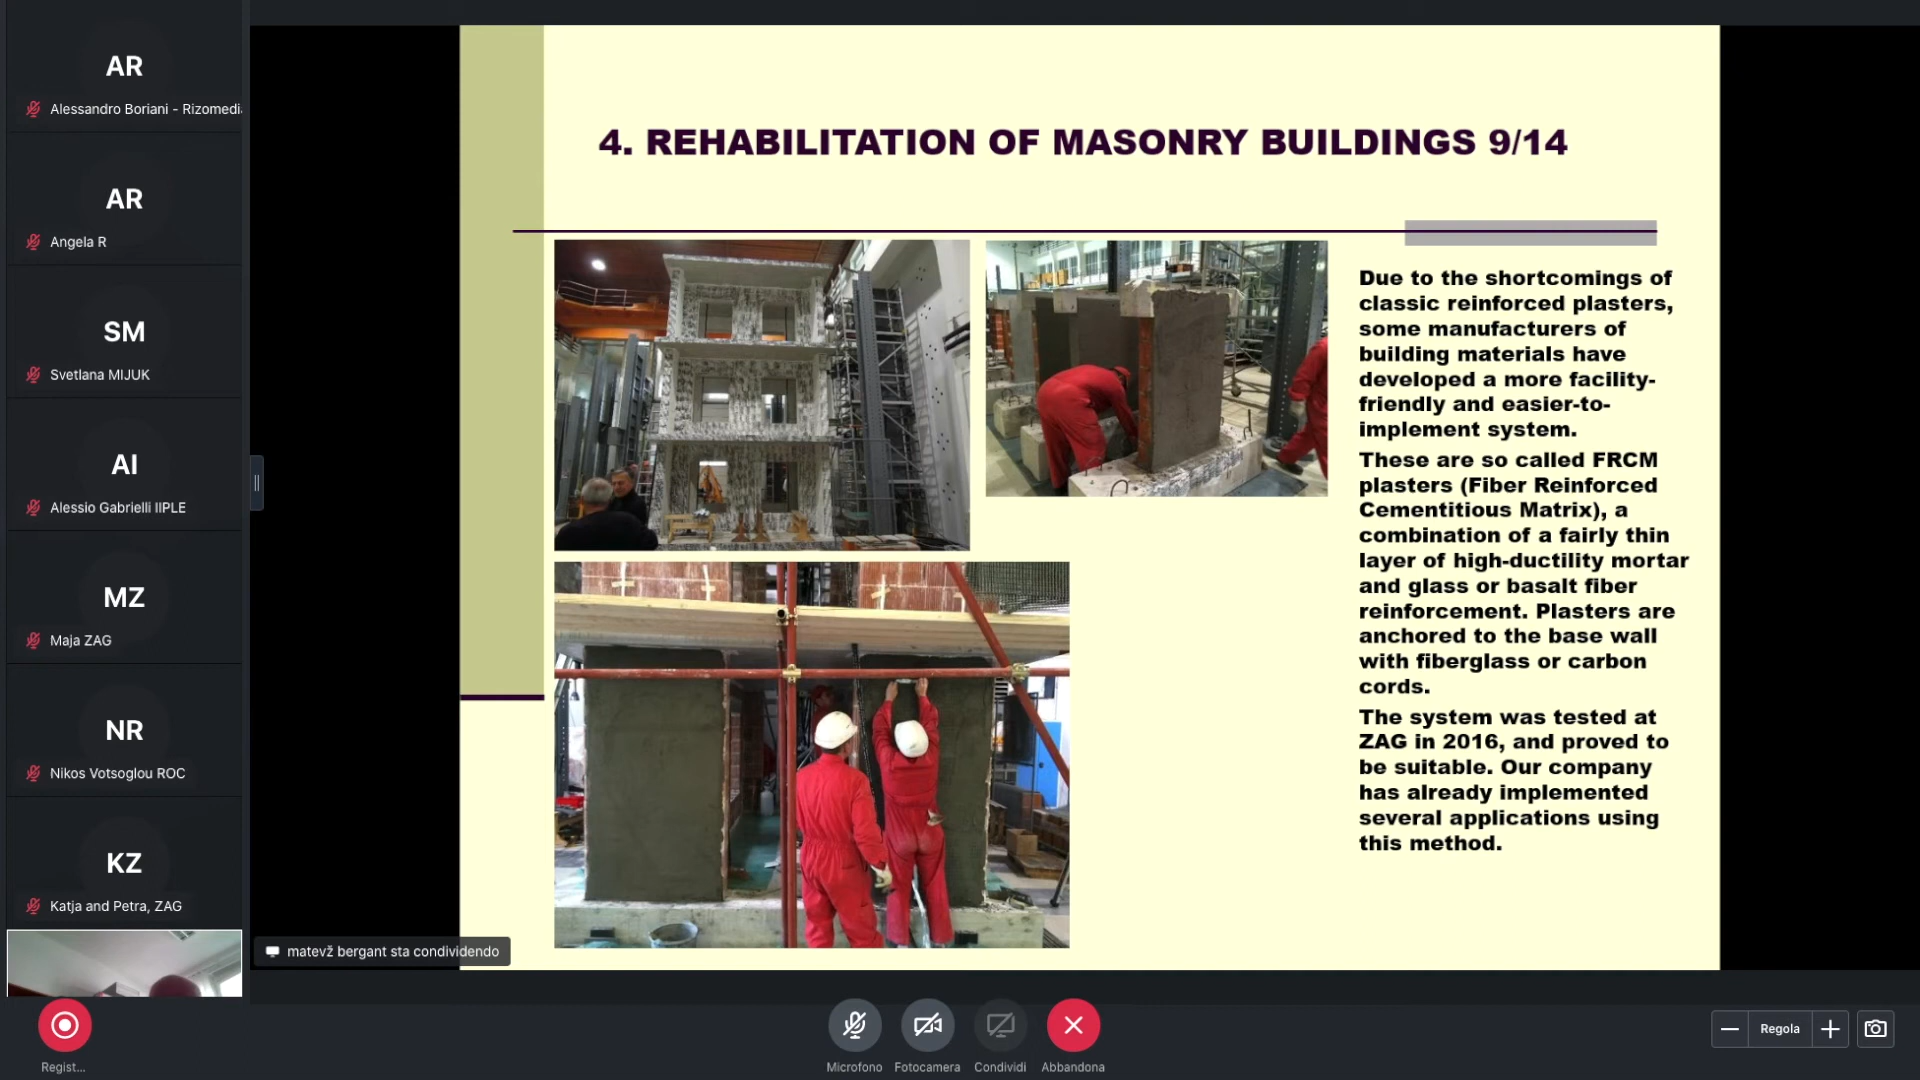 AR
Alessandro Boriani - Rizomedia
AR
Angela R
SM
Svetlana MIJUK
AI
Alessio Gabrielli IIPLE
MZ
Maja ZAG
NR
Nikos Votsoglou ROC
KZ
Katja and Petra, ZAG
4. REHABILITATION OF MASONRY BUILDINGS 9/14
Due to the shortcomings of
classic reinforced plasters,
some manufacturers of
building materials have
developed a more facility-
friendly and easier-to-
implement system.
These are so called FRCM
plasters (Fiber Reinforced
Cementitious Matrix), a
combination of a fairly thin
layer of high-ductility mortar
and glass or basalt fiber
reinforcement. Plasters are
anchored to the base wall
with fiberglass or carbon
cords.
The system was tested at
ZAG in 2016, and proved to
be suitable. Our company
has already implemented
several applications using
this method.
matevž bergant sta condividendo
Regist...
Microfono
Fotocamera
Condividi
Abbandona
Regola